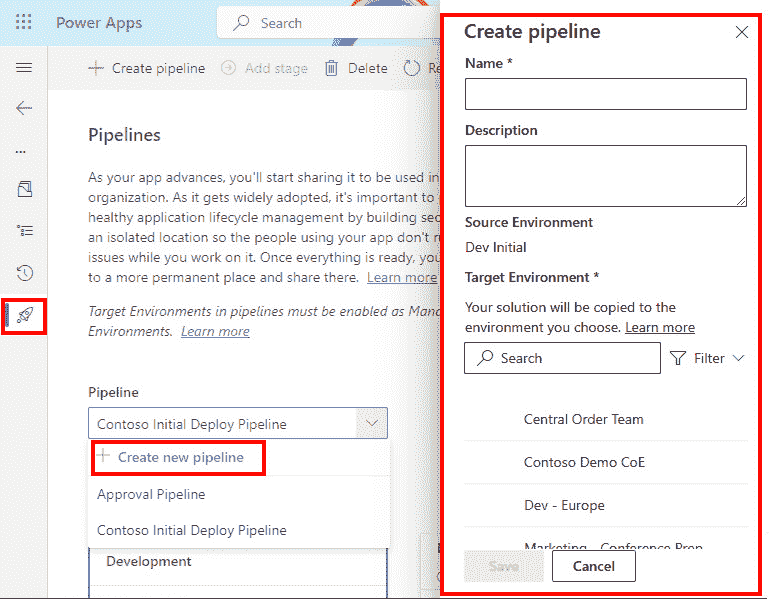 Power Apps
Search
Create pipeline
Add stage
Delete
Pipelines
As your app advances, you'll start sharing it to be used in
organization. As it gets widely adopted, it's important to
healthy application lifecycle management by building
an isolated location so the people using your app don't
issues while you work on it. Once everything is ready, you
to a more permanent place and share there. Learn more
Target Environments in pipelines must be enabled as
Environments. Learn more
Pipeline
Contoso Initial Deploy Pipeline
Create new pipeline
Approval Pipeline
Contoso Initial Deploy Pipeline
Development
Create pipeline
Name *
Description
Source Environment
Dev Initial
Target Environment *
Your solution will be copied to the
environment you choose. Learn more
Search
Filter
Central Order Team
Contoso Demo CoE
Dev - Europe
Marketing - Conference Prep
Save
Cancel